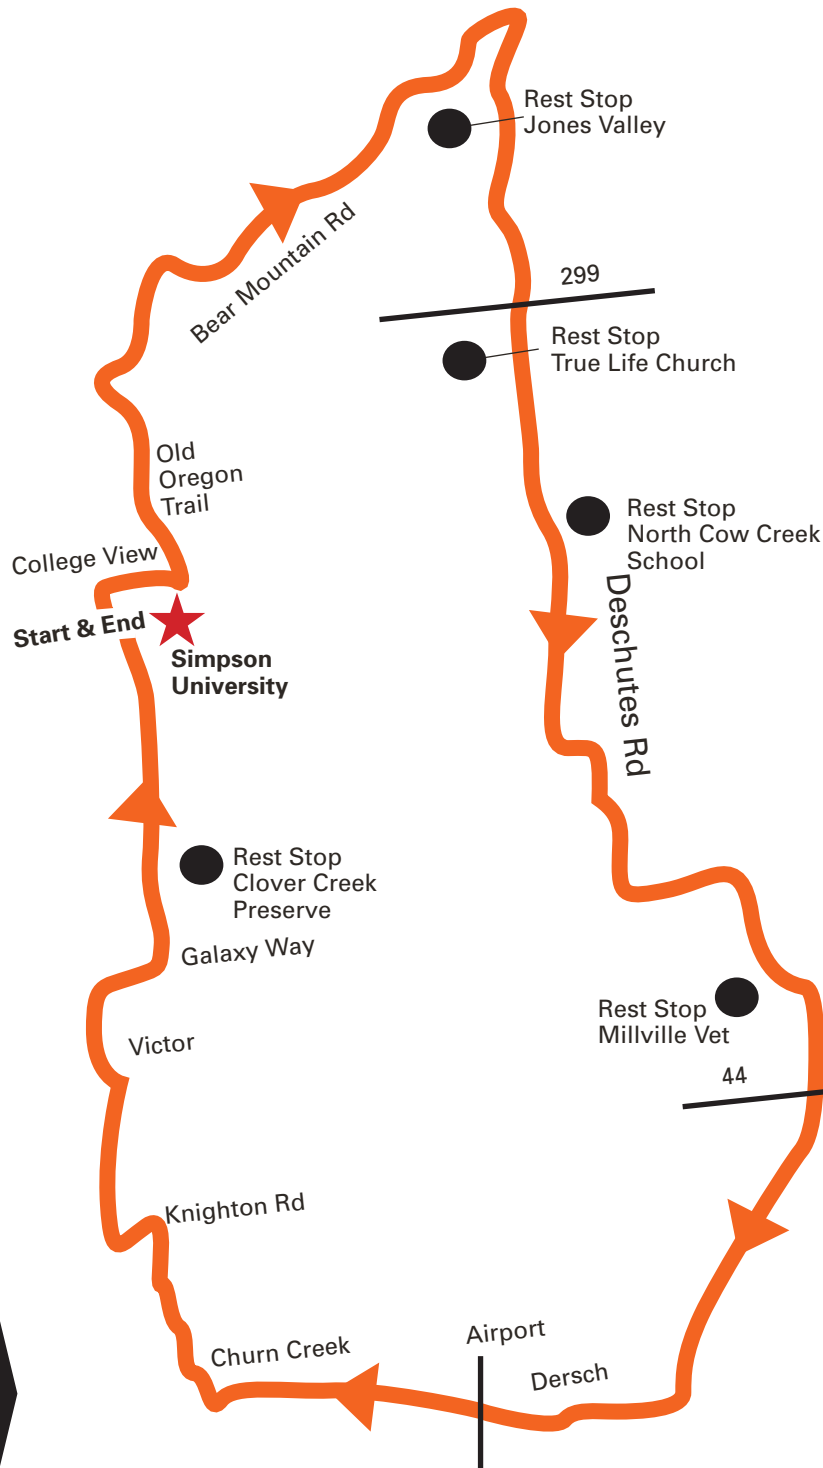 Rest Stop
Jones Valley
Bear Mountain Rd
299
Rest Stop
True Life Church
Old
Oregon
Trail
Rest Stop
North Cow Creek
School
College View
Deschutes Rd
Start & End
Simpson
University
Rest Stop
Clover Creek
Preserve
Galaxy Way
Rest Stop
Millville Vet
Victor
44
Knighton Rd
Airport
Churn Creek
Dersch